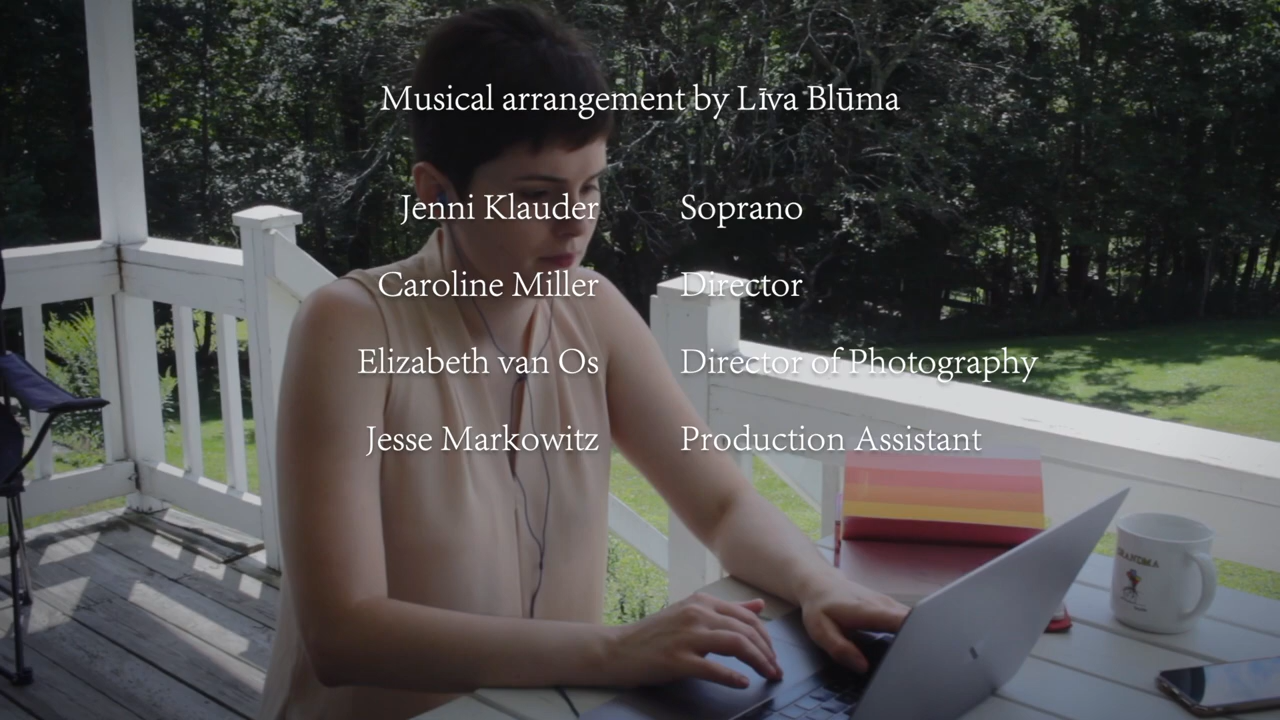 Musical arrangement by Līva Blūma
Jenni Klauder Soprano
Caroline Miller Director
Elizabeth van Os Director of Photography
Jesse Markowitz Production Assistant
GRANDMA